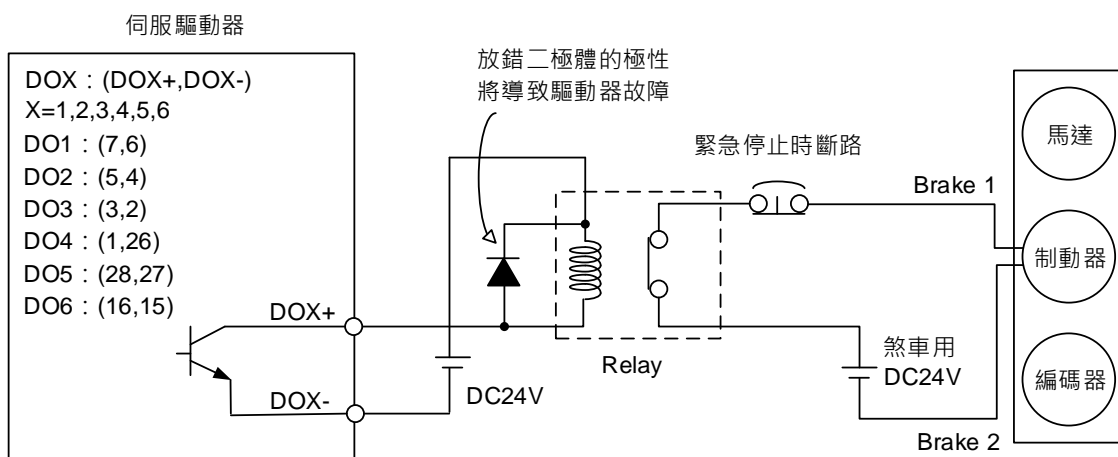 伺服驅動器
DOX : (DOX+,DOX-)
X=1,2,3,4,5,6
DO1 : (7,6)
DO2 : (5,4)
DO3 : (3,2)
DO4 : (1,26)
DO5 : (28,27)
DO6 : (16,15)
DOX+
DOX-
放錯二極體的極性
將導致驅動器故障
DC24V
Relay
緊急停止時斷路
Brake 1
煞車用
DC24V
Brake 2
馬達
制動器
編碼器